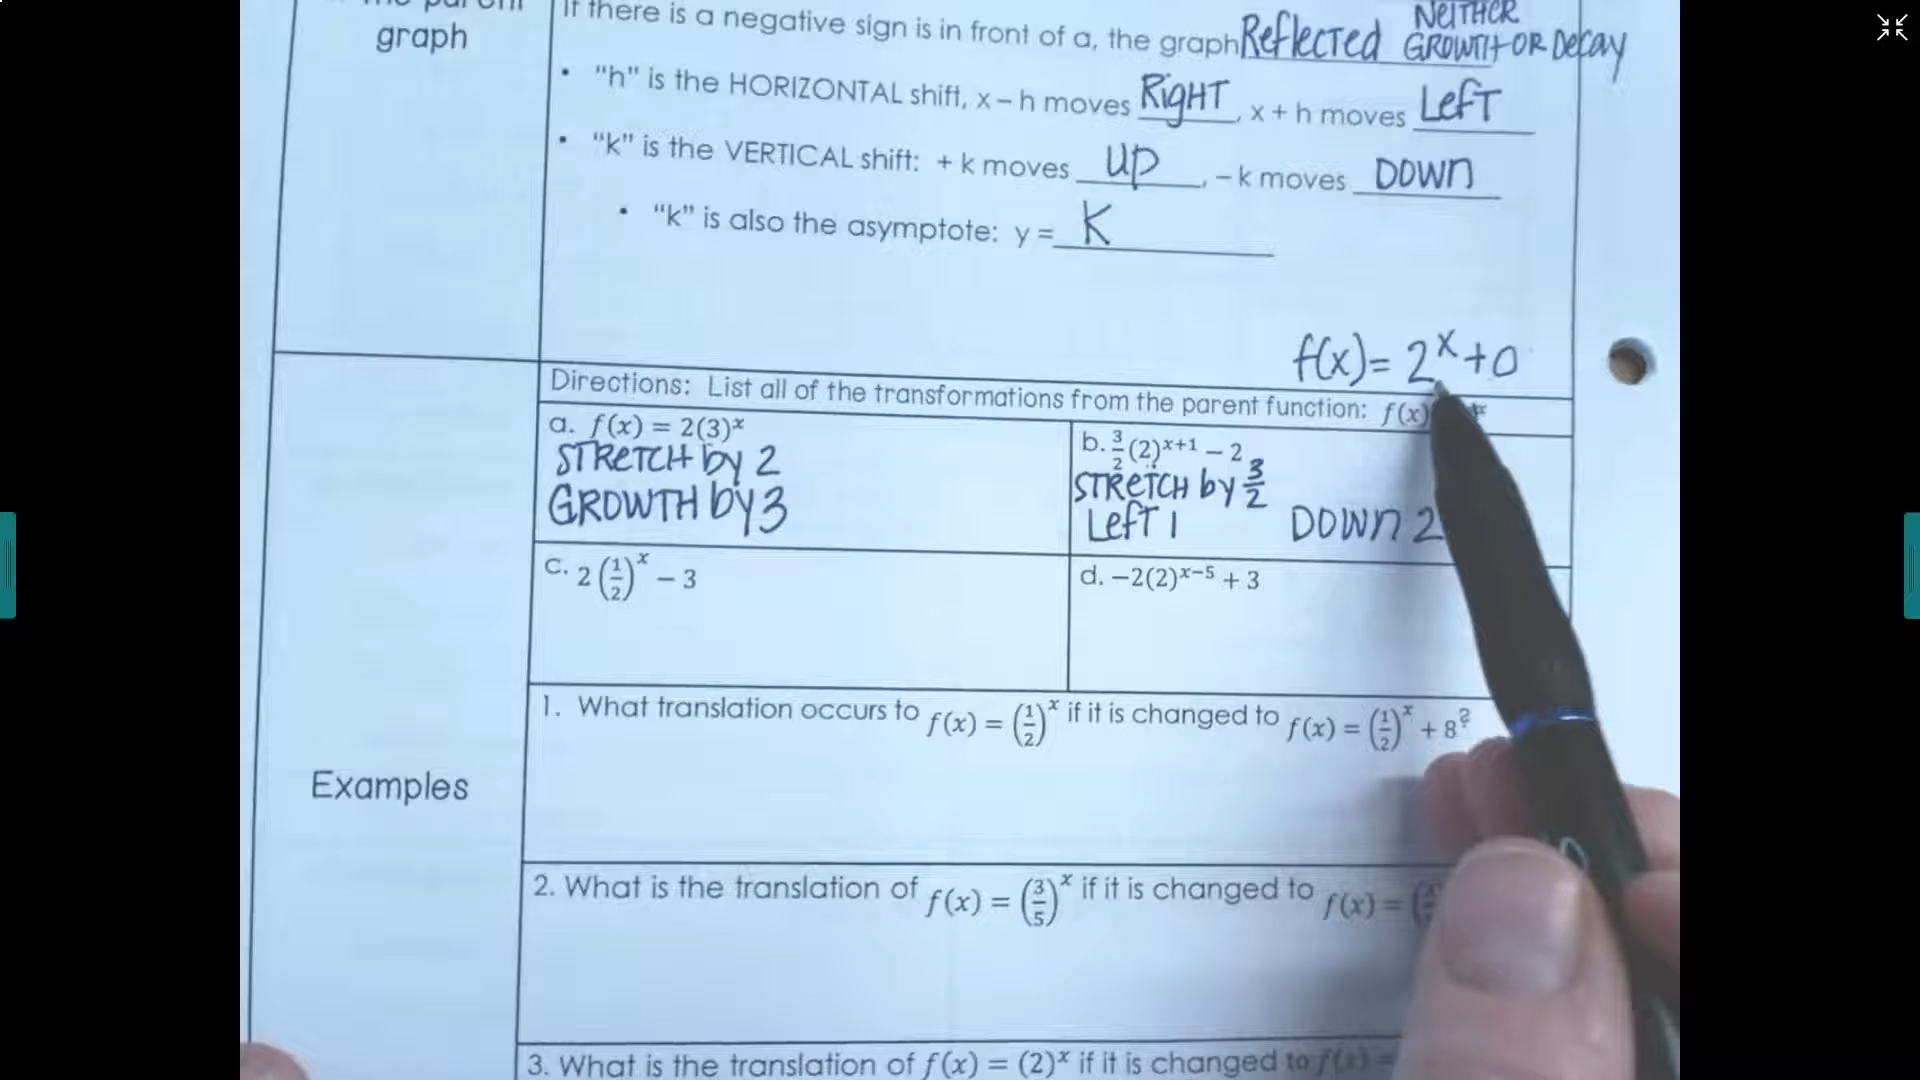 graph
If there is a negative sign is in front of a, the graph Reflected NEITHER GROWTH OR Decay
• "h" is the HORIZONTAL shift, x – h moves RigHT, x + h moves LefT
• "k" is the VERTICAL shift: + k moves up, – k moves DOWN
• "k" is also the asymptote: y = K
f(x)= 2^x+0
Directions: List all of the transformations from the parent function: f(x)
a. f(x) = 2(3)^x
STRETCH by 2
GROWTH by 3
b. 3/2 (2)^x+1 – 2
STRETCH by 3/2
LefT 1 DOWN 2
c. 2 (1/2)^x – 3
d. –2(2)^x–5 + 3
Examples
1. What translation occurs to f(x) = (1/2)^x if it is changed to f(x) = (1/2)^x + 8?
2. What is the translation of f(x) = (3/5)^x if it is changed to f(x) = (
3. What is the translation of f(x) = (2)^x if it is changed to f(x) =